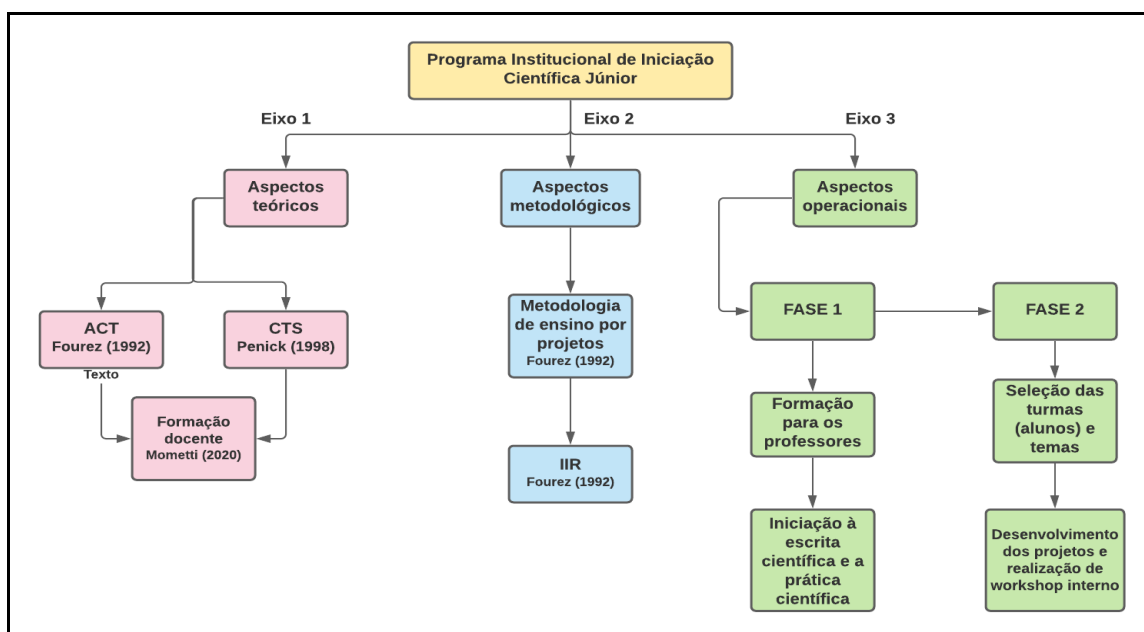 Programa Institucional de Iniciação
Científica Júnior
Eixo 1
Eixo 2
Eixo 3
Aspectos
teóricos
Aspectos
metodológicos
Aspectos
operacionais
ACT
Fourez (1992)
Texto
CTS
Penick (1998)
Formação
docente
Mometti (2020)
Metodologia
de ensino por
projetos
Fourez (1992)
IIR
Fourez (1992)
FASE 1
FASE 2
Formação
para os
professores
Seleção das
turmas
(alunos) e
temas
Iniciação à
escrita
científica e a
prática
científica
Desenvolvimento
dos projetos e
realização de
workshop interno